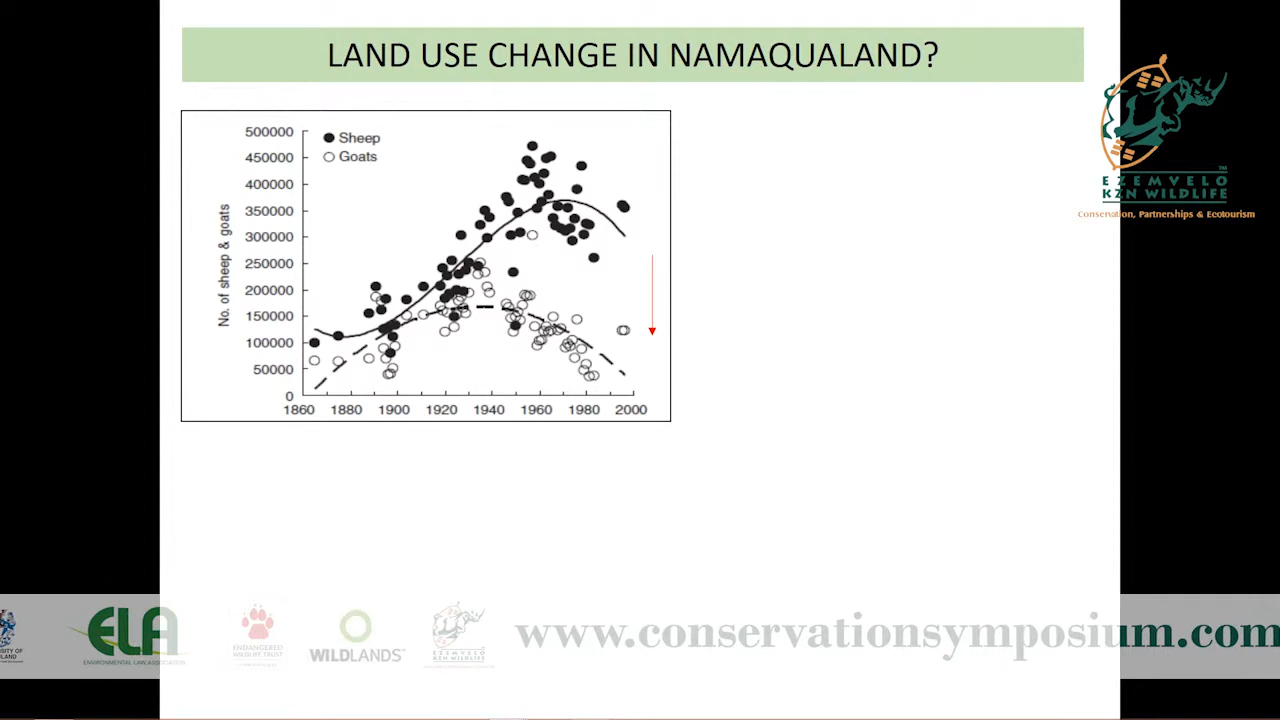 LAND USE CHANGE IN NAMAQUALAND?
500000
450000
400000
350000
300000
250000
200000
150000
100000
50000
0
No. of sheep & goats
Sheep
Goats
1860 1880 1900 1920 1940 1960 1980 2000
EZEMVELO
KZN WILDLIFE
TM
Conservation, Partnerships & Ecotourism
ELA
ENVIRONMENTAL LAW ASSOCIATION
ENDANGERED
WILDLIFE TRUST
WILDLANDS
EZEMVELO
KZN WILDLIFE
www.conservationsymposium.com